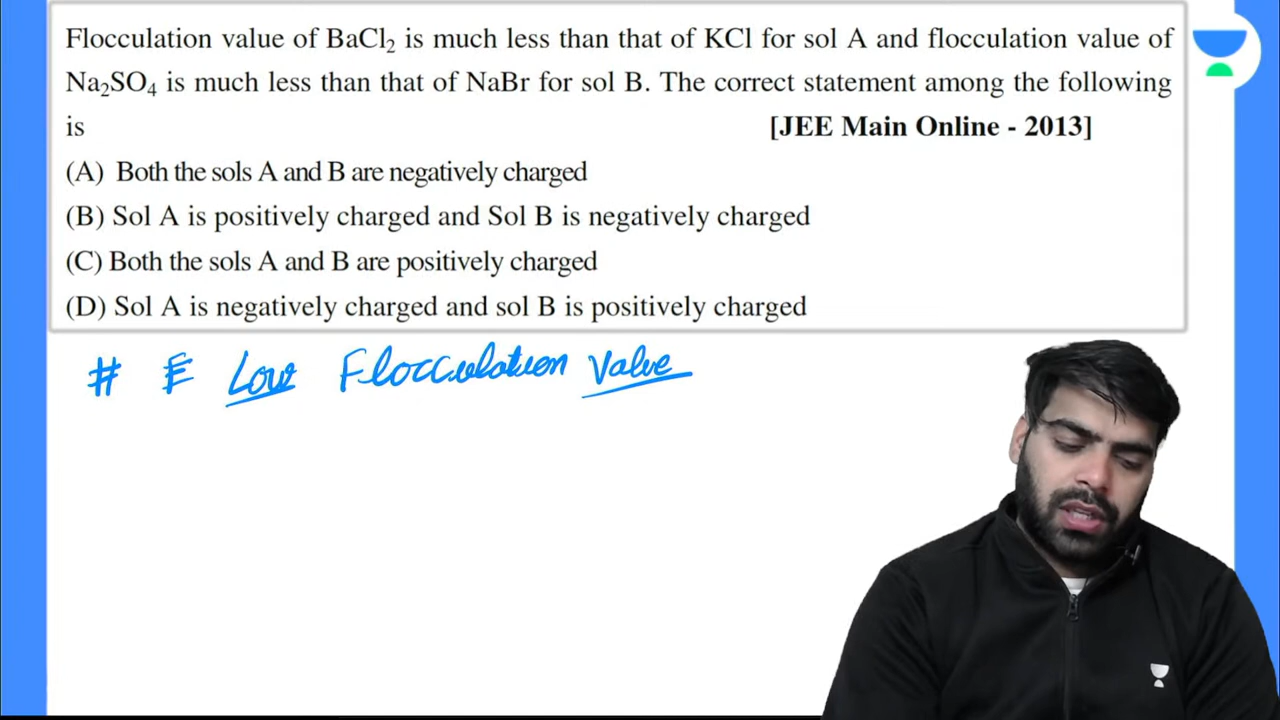 Flocculation value of BaCl₂ is much less than that of KCl for sol A and flocculation value of
Na₂SO₄ is much less than that of NaBr for sol B. The correct statement among the following
is [JEE Main Online - 2013]
(A) Both the sols A and B are negatively charged
(B) Sol A is positively charged and Sol B is negatively charged
(C) Both the sols A and B are positively charged
(D) Sol A is negatively charged and sol B is positively charged
# Low Flocculation Value